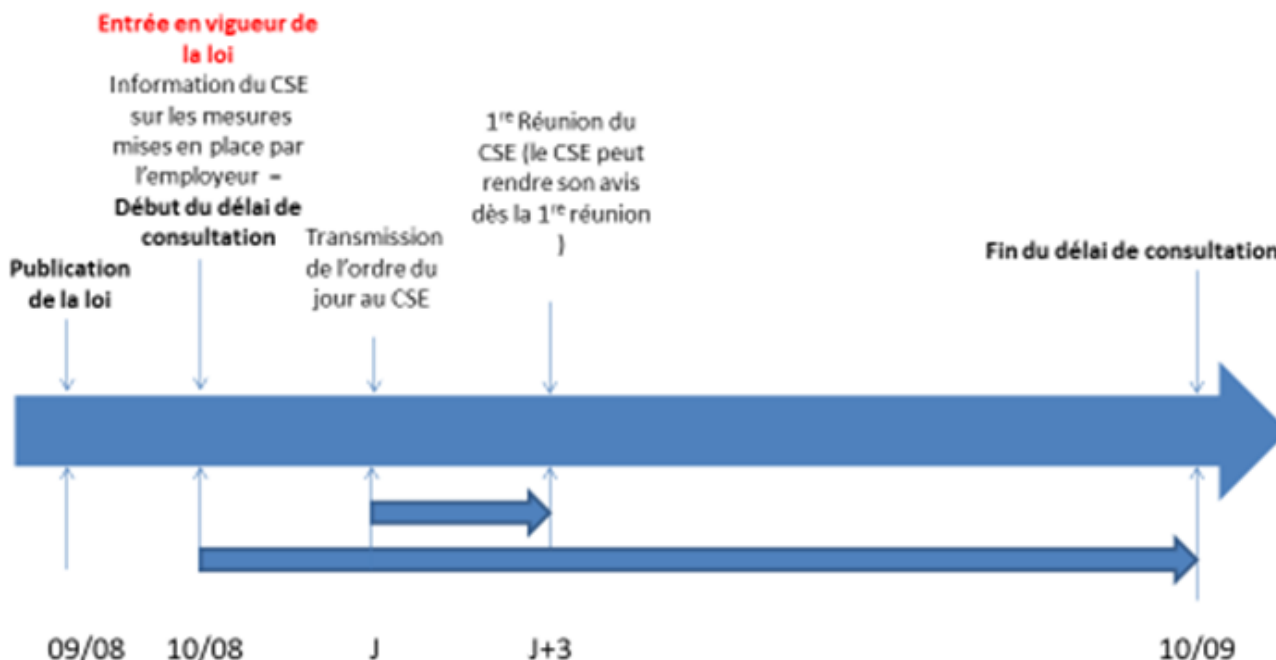 Entrée en vigueur de
la loi
Information du CSE
sur les mesures
mises en place par
l'employeur –
Début du délai de
consultation
Publication
de la loi
Transmission
de l'ordre du
jour au CSE
1re Réunion du
CSE (le CSE peut
rendre son avis
dès la 1re réunion
)
Fin du délai de consultation
09/08
10/08
J
J+3
10/09